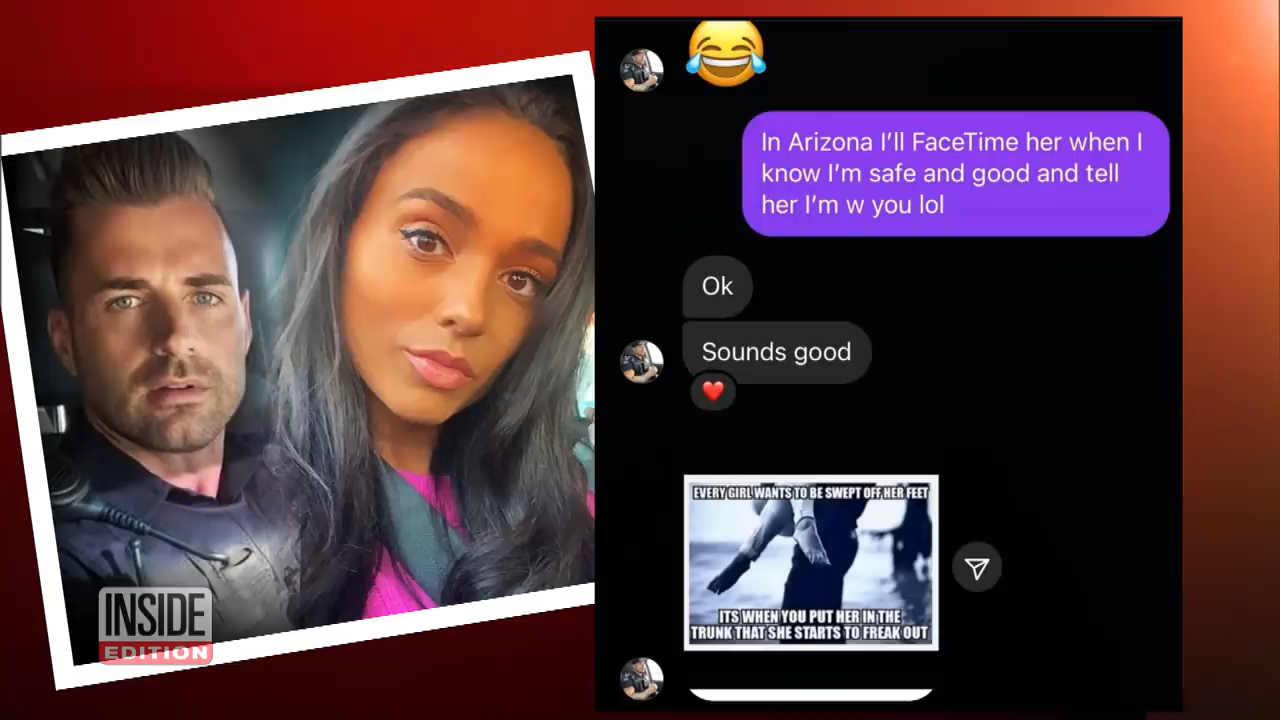 In Arizona I'll FaceTime her when I
know I'm safe and good and tell
her I'm w you lol
Ok
Sounds good
EVERY GIRL WANTS TO BE SWEPT OFF HER FEET
ITS WHEN YOU PUT HER IN THE
TRUNK THAT SHE STARTS TO FREAK OUT
INSIDE
EDITION